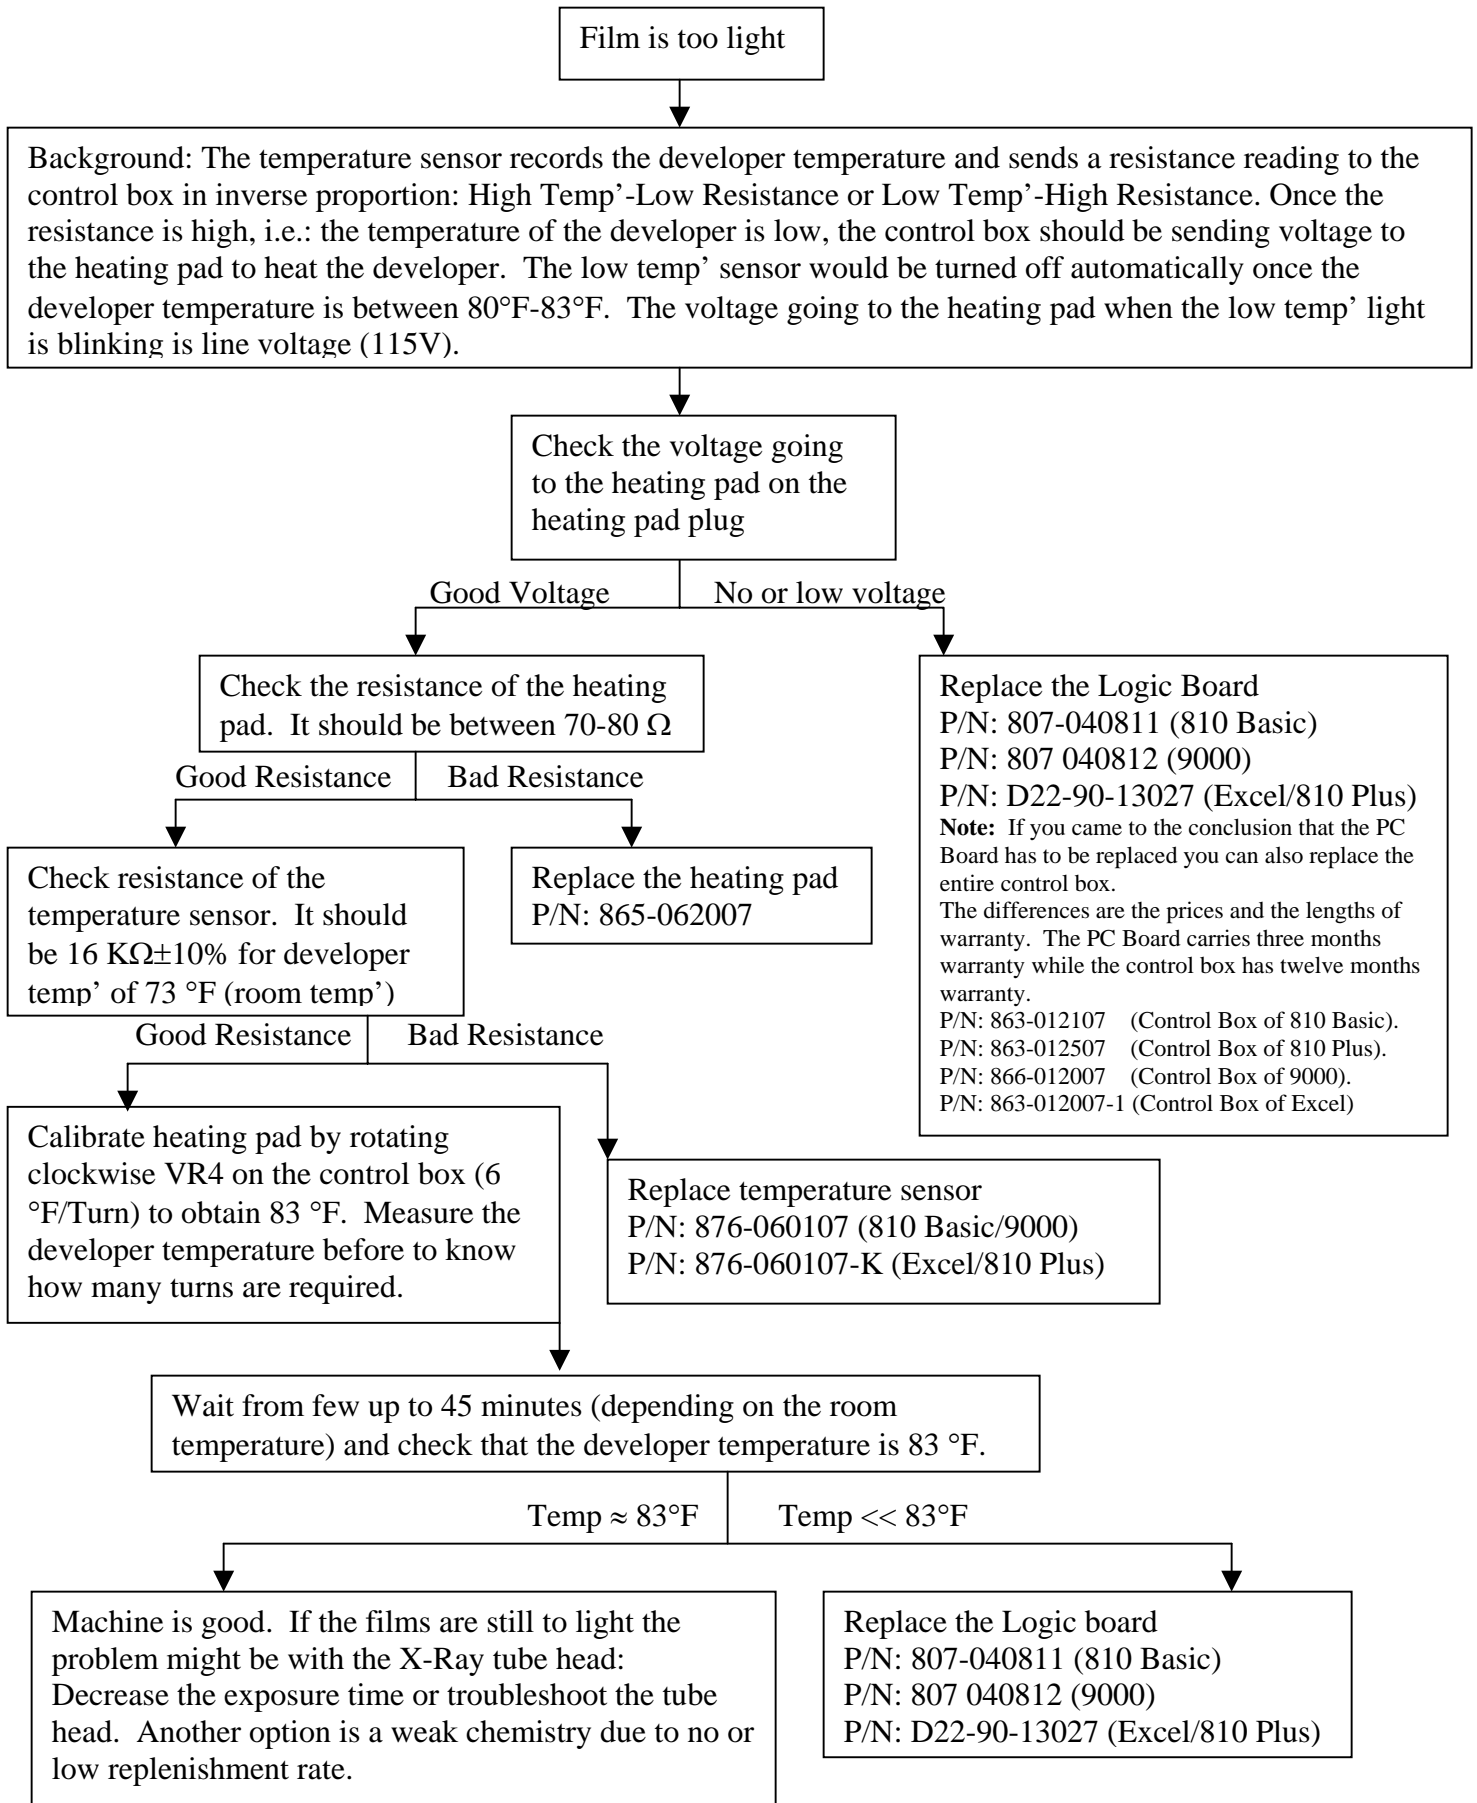 Film is too light
Background: The temperature sensor records the developer temperature and sends a resistance reading to the
control box in inverse proportion: High Temp’-Low Resistance or Low Temp’-High Resistance. Once the
resistance is high, i.e.: the temperature of the developer is low, the control box should be sending voltage to
the heating pad to heat the developer.  The low temp’ sensor would be turned off automatically once the
developer temperature is between 80°F-83°F.  The voltage going to the heating pad when the low temp’ light
is blinking is line voltage (115V).
Check the voltage going
to the heating pad on the
heating pad plug
Good Voltage
No or low voltage
Check the resistance of the heating
pad.  It should be between 70-80 Ω
Replace the Logic Board
P/N: 807-040811 (810 Basic)
P/N: 807 040812 (9000)
P/N: D22-90-13027 (Excel/810 Plus)
Note:  If you came to the conclusion that the PC
Board has to be replaced you can also replace the
entire control box.
The differences are the prices and the lengths of
warranty.  The PC Board carries three months
warranty while the control box has twelve months
warranty.
P/N: 863-012107    (Control Box of 810 Basic).
P/N: 863-012507    (Control Box of 810 Plus).
P/N: 866-012007    (Control Box of 9000).
P/N: 863-012007-1 (Control Box of Excel)
Good Resistance
Bad Resistance
Check resistance of the
temperature sensor.  It should
be 16 KΩ±10% for developer
temp’ of 73 °F (room temp’)
Replace the heating pad
P/N: 865-062007
Good Resistance
Bad Resistance
Calibrate heating pad by rotating
clockwise VR4 on the control box (6
°F/Turn) to obtain 83 °F.  Measure the
developer temperature before to know
how many turns are required.
Replace temperature sensor
P/N: 876-060107 (810 Basic/9000)
P/N: 876-060107-K (Excel/810 Plus)
Wait from few up to 45 minutes (depending on the room
temperature) and check that the developer temperature is 83 °F.
Temp ≈ 83°F
Temp << 83°F
Machine is good.  If the films are still to light the
problem might be with the X-Ray tube head:
Decrease the exposure time or troubleshoot the tube
head.  Another option is a weak chemistry due to no or
low replenishment rate.
Replace the Logic board
P/N: 807-040811 (810 Basic)
P/N: 807 040812 (9000)
P/N: D22-90-13027 (Excel/810 Plus)